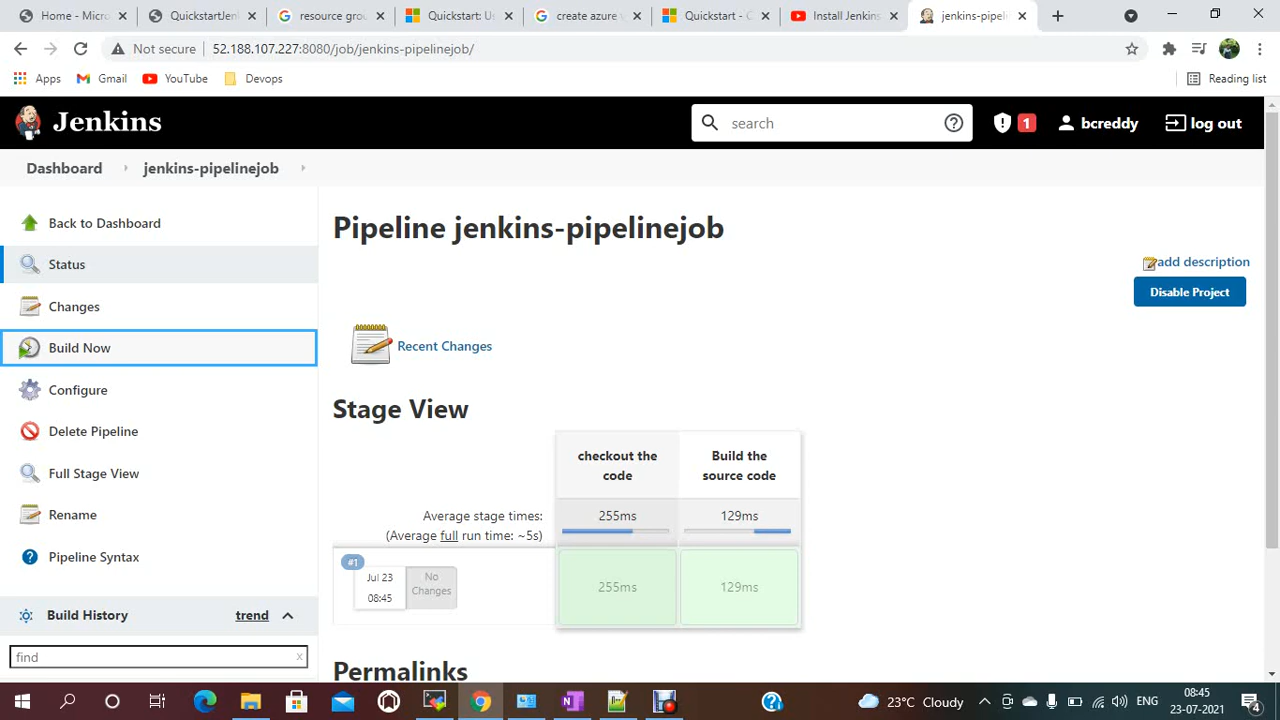 Home - Micro
QuickstartJen
resource grou
Quickstart: Us
create azure v
Quickstart - C
Install Jenkins
jenkins-pipel
Not secure
52.188.107.227:8080/job/jenkins-pipelinejob/
Apps
Gmail
YouTube
Devops
Reading list
Jenkins
search
1
bcreddy
log out
Dashboard
jenkins-pipelinejob
Back to Dashboard
Status
Changes
Build Now
Configure
Delete Pipeline
Full Stage View
Rename
Pipeline Syntax
Build History
trend
find
x
Pipeline jenkins-pipelinejob
add description
Disable Project
Recent Changes
Stage View
checkout the
code
Build the
source code
Average stage times:
(Average full run time: ~5s)
255ms
129ms
#1
Jul 23
08:45
No
Changes
255ms
129ms
Permalinks
23°C Cloudy
ENG
08:45
23-07-2021
4